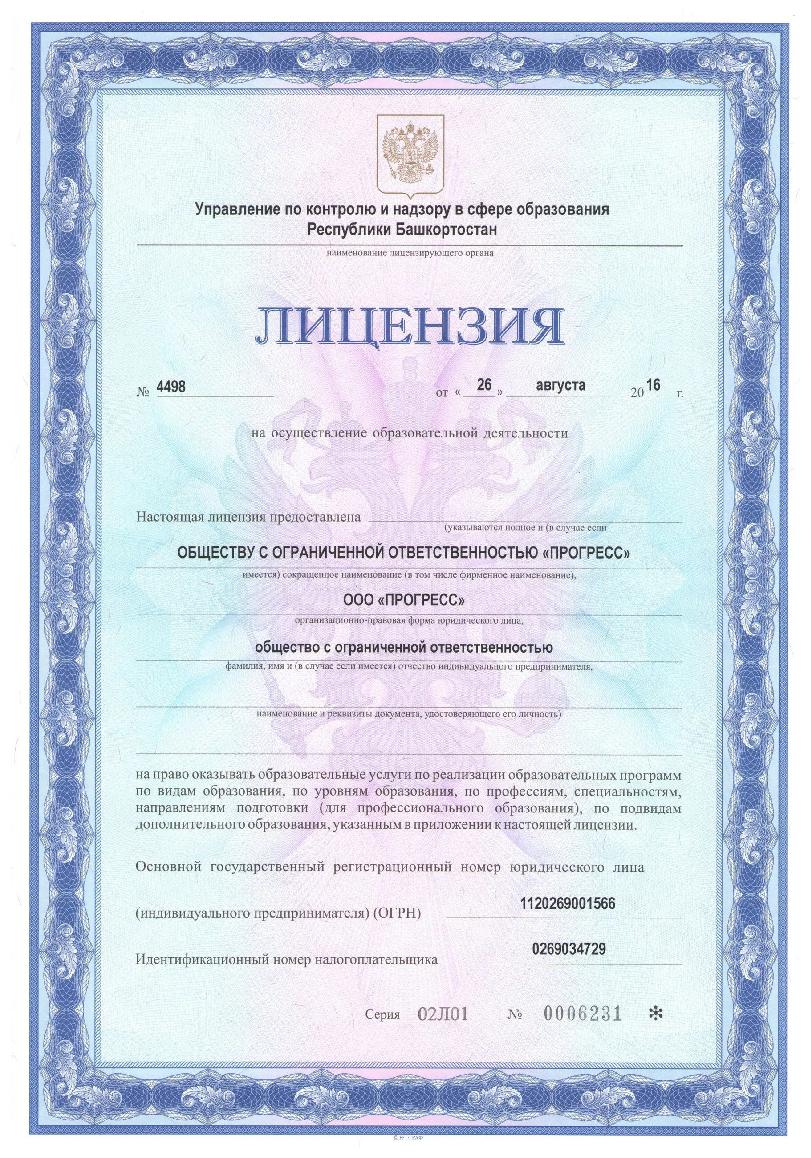 Управление по контролю и надзору в сфере образования
Республики Башкортостан
наименование лицензирующего органа
ЛИЦЕНЗИЯ
№ 4498 от « 26 » августа 20 16 г.
на осуществление образовательной деятельности
Настоящая лицензия предоставлена
(указываются полное и (в случае если
ОБЩЕСТВУ С ОГРАНИЧЕННОЙ ОТВЕТСТВЕННОСТЬЮ «ПРОГРЕСС»
имеется) сокращенное наименование (в том числе фирменное наименование),
ООО «ПРОГРЕСС»
организационно-правовая форма юридического лица,
общество с ограниченной ответственностью
фамилия, имя и (в случае если имеется) отчество индивидуального предпринимателя,
наименование и реквизиты документа, удостоверяющего его личность)
на право оказывать образовательные услуги по реализации образовательных программ
по видам образования, по уровням образования, по профессиям, специальностям,
направлениям подготовки (для профессионального образования), по подвидам
дополнительного образования, указанным в приложении к настоящей лицензии.
Основной государственный регистрационный номер юридического лица
(индивидуального предпринимателя) (ОГРН) 1120269001566
Идентификационный номер налогоплательщика 0269034729
Серия 02Л01 № 0006231 *